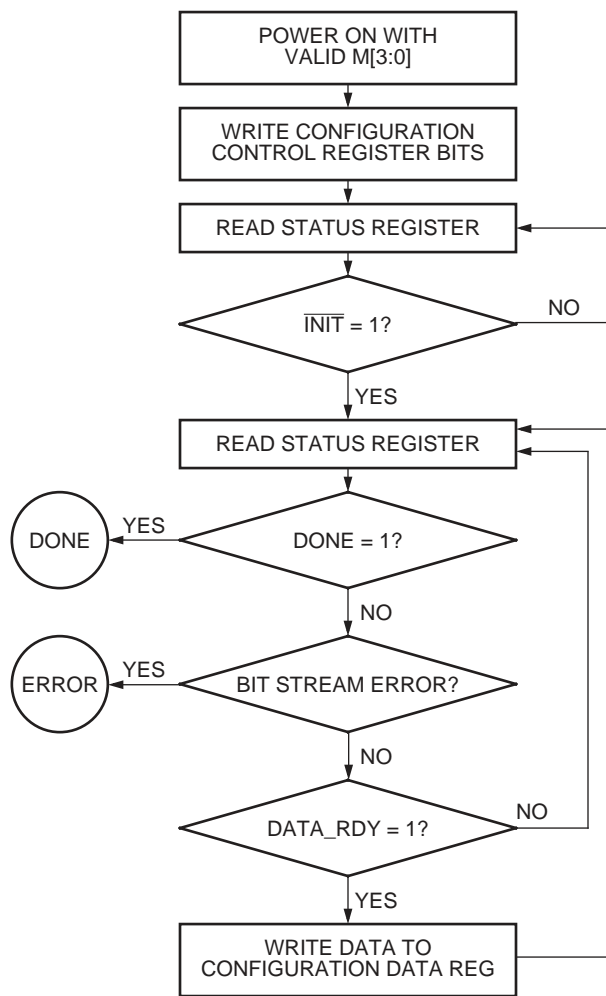 POWER ON WITH
VALID M[3:0]
WRITE CONFIGURATION
CONTROL REGISTER BITS
READ STATUS REGISTER
I̅N̅I̅T̅ = 1?
NO
YES
READ STATUS REGISTER
YES
DONE
DONE = 1?
NO
YES
ERROR
BIT STREAM ERROR?
NO
NO
DATA_RDY = 1?
YES
WRITE DATA TO
CONFIGURATION DATA REG